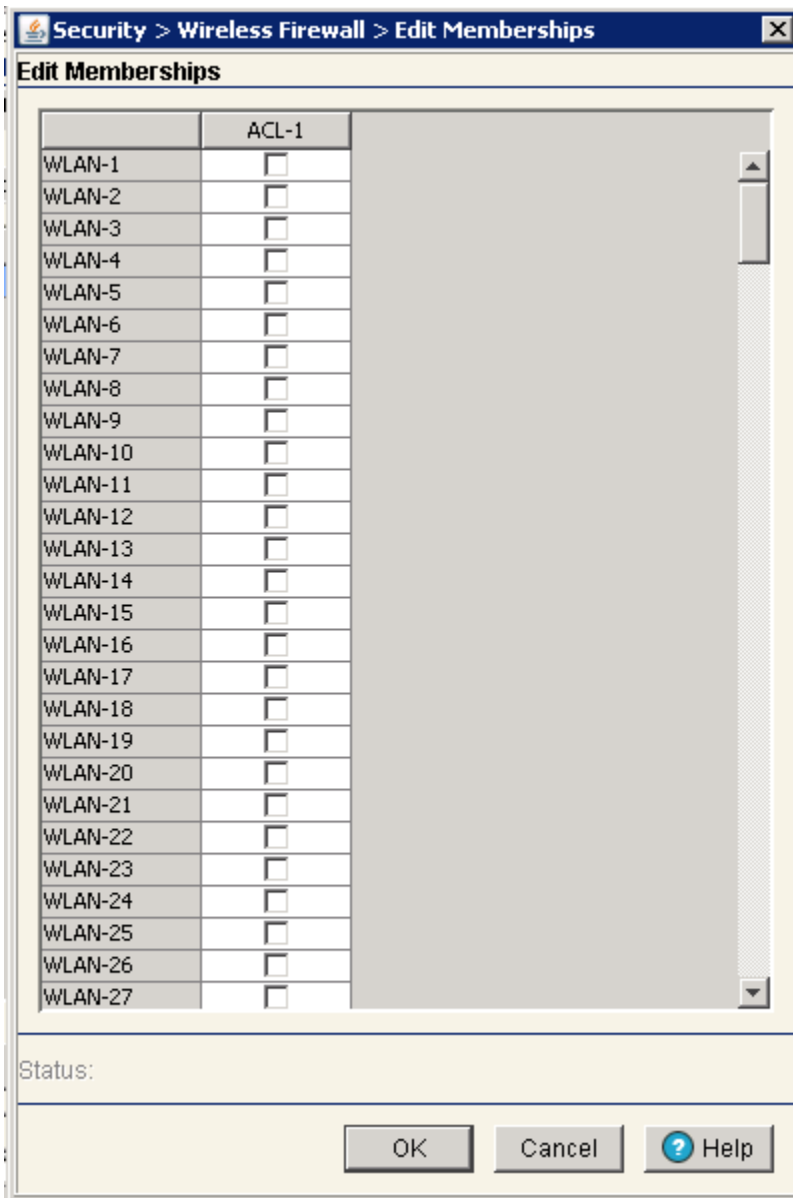 Security > Wireless Firewall > Edit Memberships
Edit Memberships
ACL-1
WLAN-1
WLAN-2
WLAN-3
WLAN-4
WLAN-5
WLAN-6
WLAN-7
WLAN-8
WLAN-9
WLAN-10
WLAN-11
WLAN-12
WLAN-13
WLAN-14
WLAN-15
WLAN-16
WLAN-17
WLAN-18
WLAN-19
WLAN-20
WLAN-21
WLAN-22
WLAN-23
WLAN-24
WLAN-25
WLAN-26
WLAN-27
Status:
OK Cancel ? Help